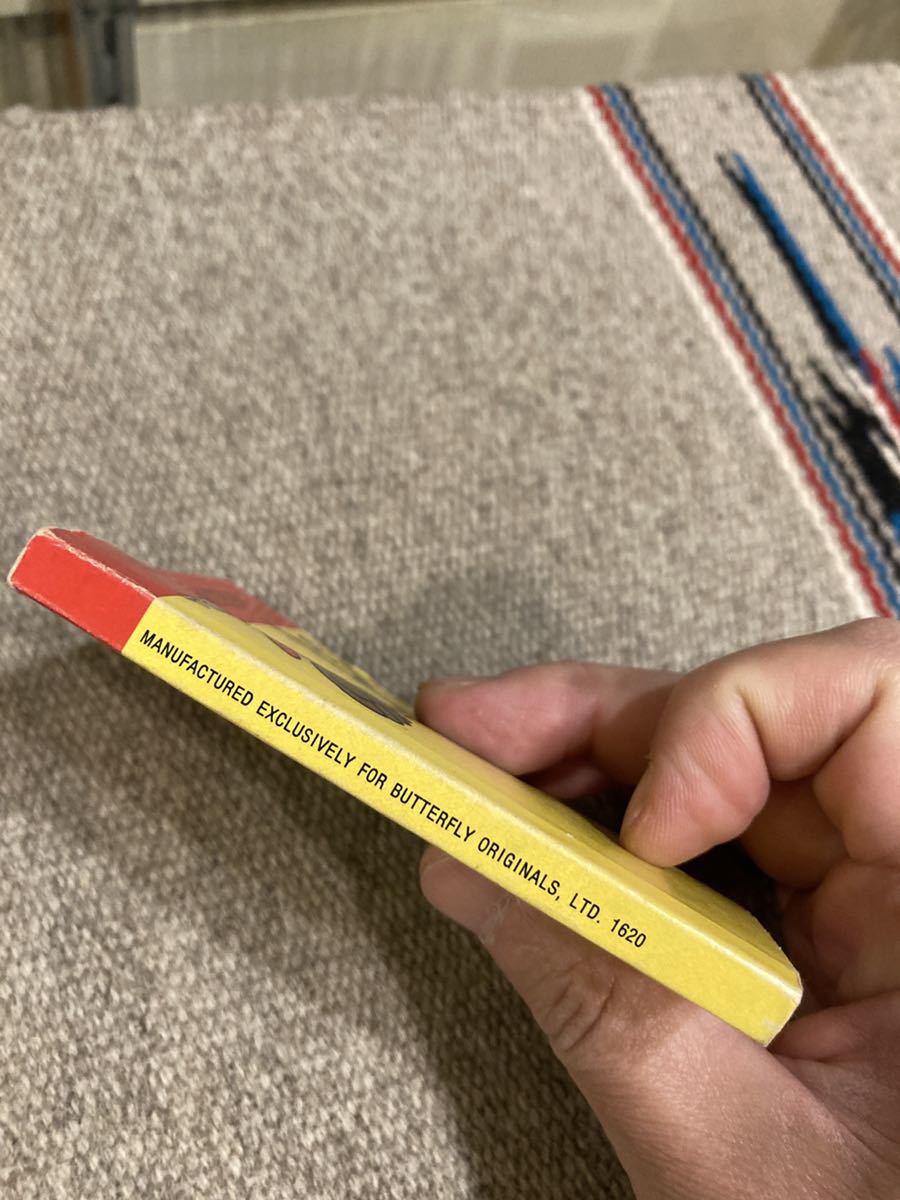 MANUFACTURED EXCLUSIVELY FOR BUTTERFLY ORIGINALS, LTD. 1620